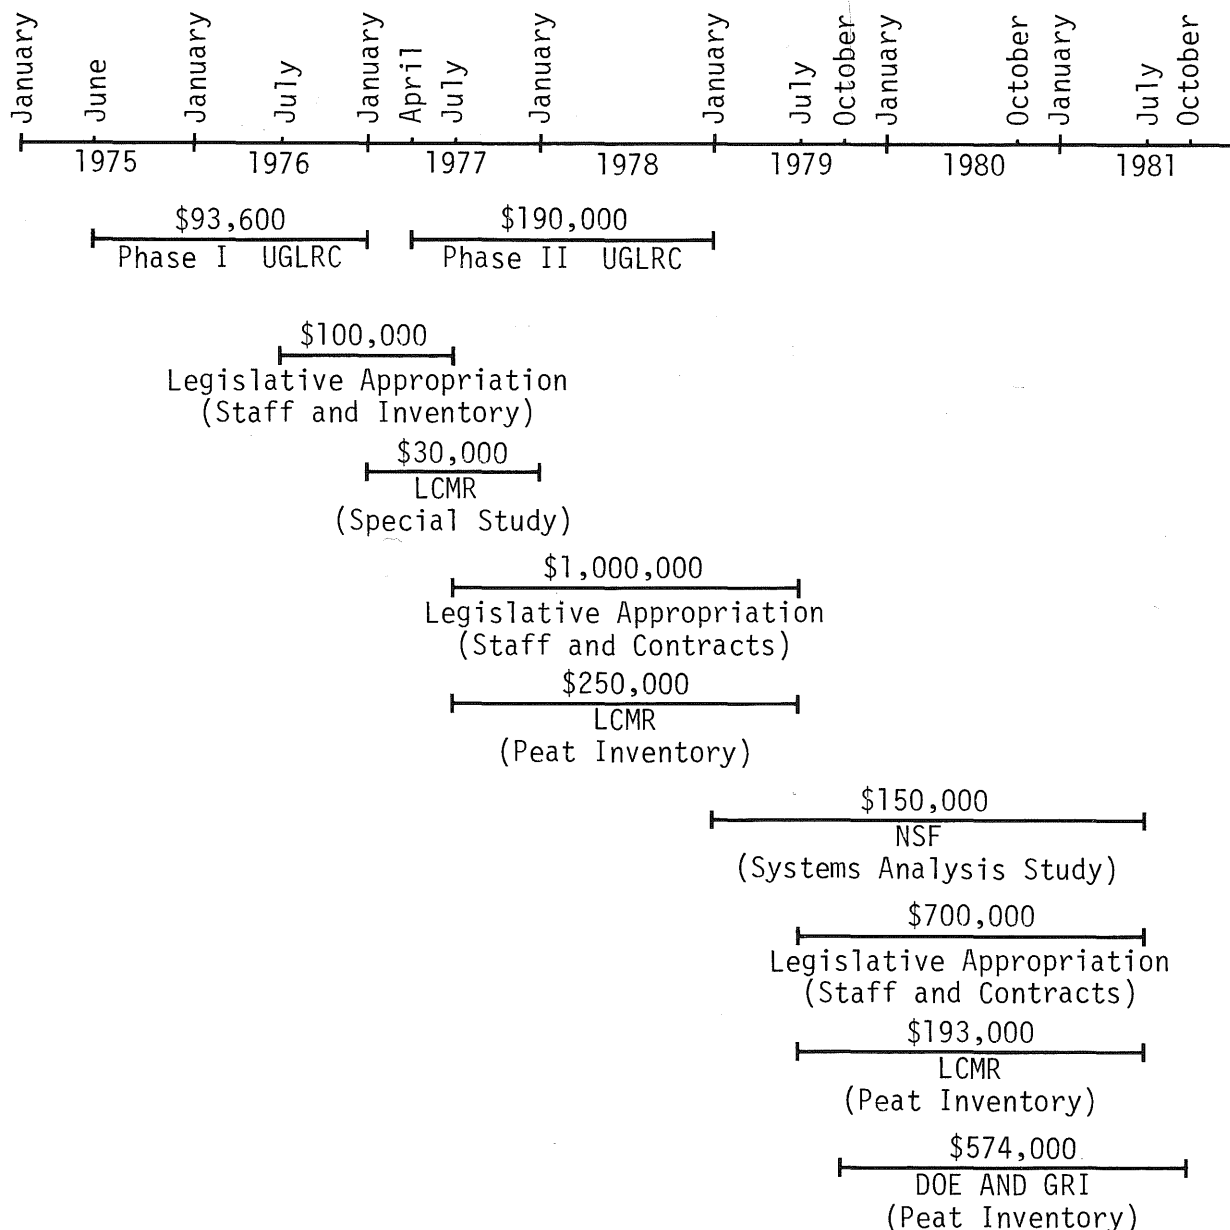 January June January July January April July January January July October January October January July October
1975 1976 1977 1978 1979 1980 1981
$93,600 $190,000
Phase I UGLRC Phase II UGLRC
$100,000
Legislative Appropriation
(Staff and Inventory)
$30,000
LCMR
(Special Study)
$1,000,000
Legislative Appropriation
(Staff and Contracts)
$250,000
LCMR
(Peat Inventory)
$150,000
NSF
(Systems Analysis Study)
$700,000
Legislative Appropriation
(Staff and Contracts)
$193,000
LCMR
(Peat Inventory)
$574,000
DOE AND GRI
(Peat Inventory)